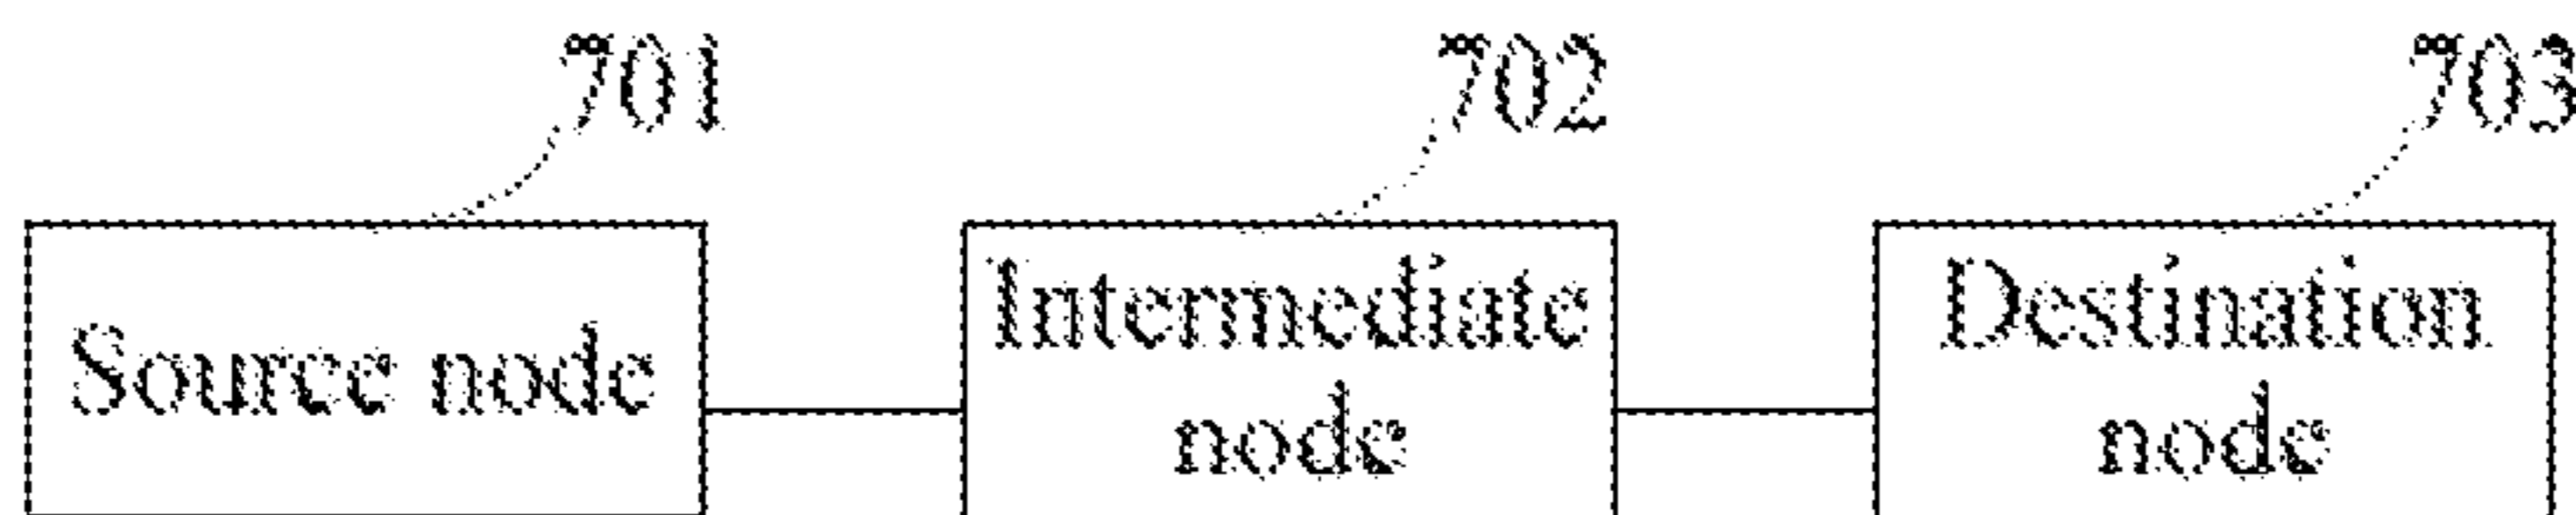 701
702
703
Source node
Intermediate
node
Destination
node